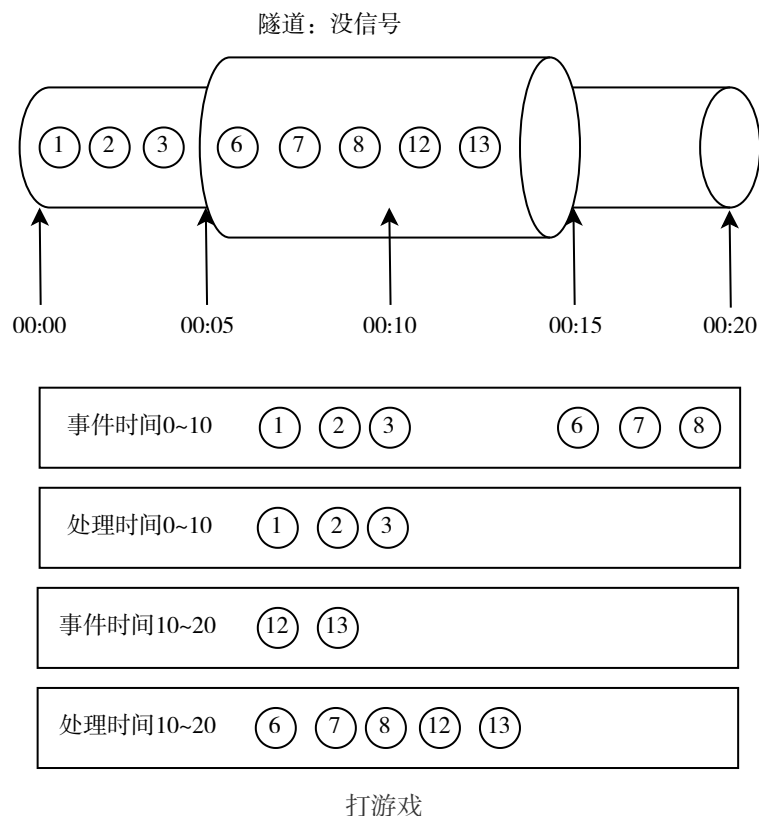 隧道：没信号
1 2 3 6 7 8 12 13
00:00 00:05 00:10 00:15 00:20
事件时间0~10 1 2 3 6 7 8
处理时间0~10 1 2 3
事件时间10~20 12 13
处理时间10~20 6 7 8 12 13
打游戏